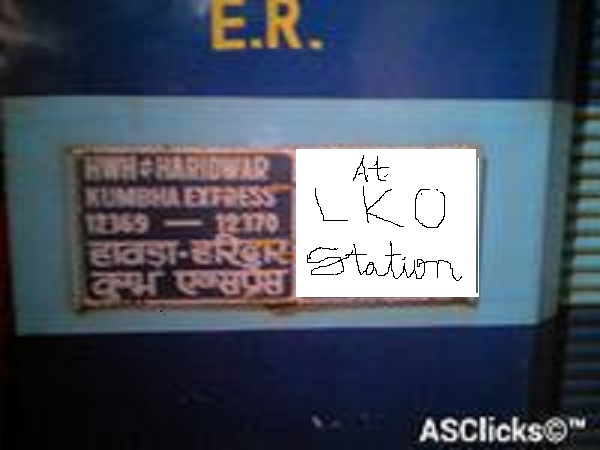 E.R.
HWH⇌HARIDWAR
KUMBHA EXPRESS
12369 — 12370
हावड़ा-हरिद्वार
कुम्भ एक्सप्रेस
At
LKO
Station
ASClicks©™